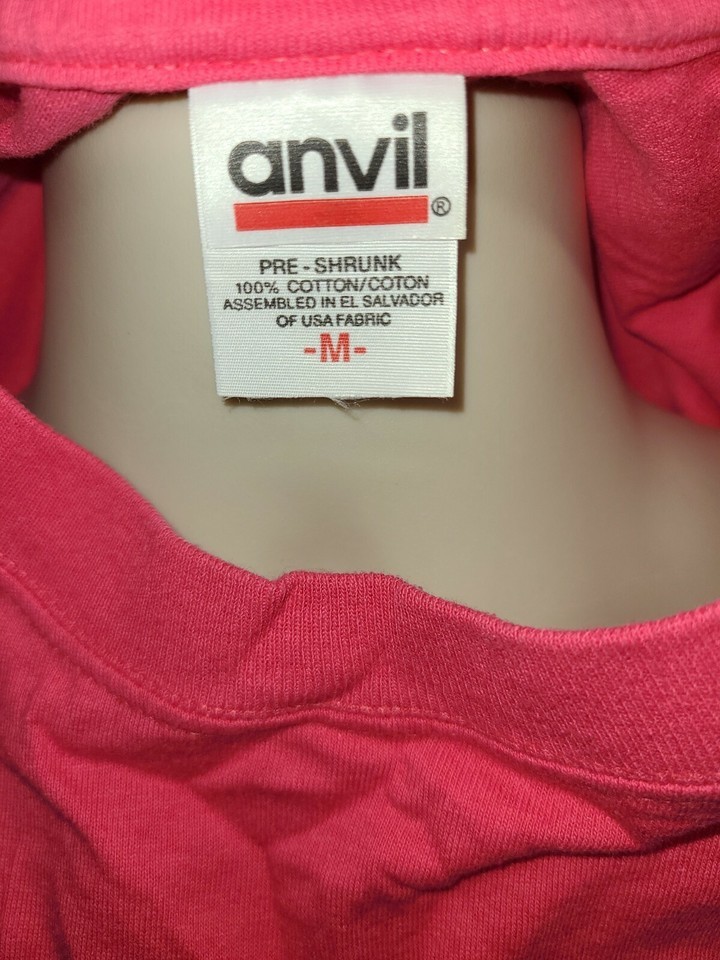 anvil®
PRE-SHRUNK
100% COTTON/COTON
ASSEMBLED IN EL SALVADOR
OF USA FABRIC
-M-